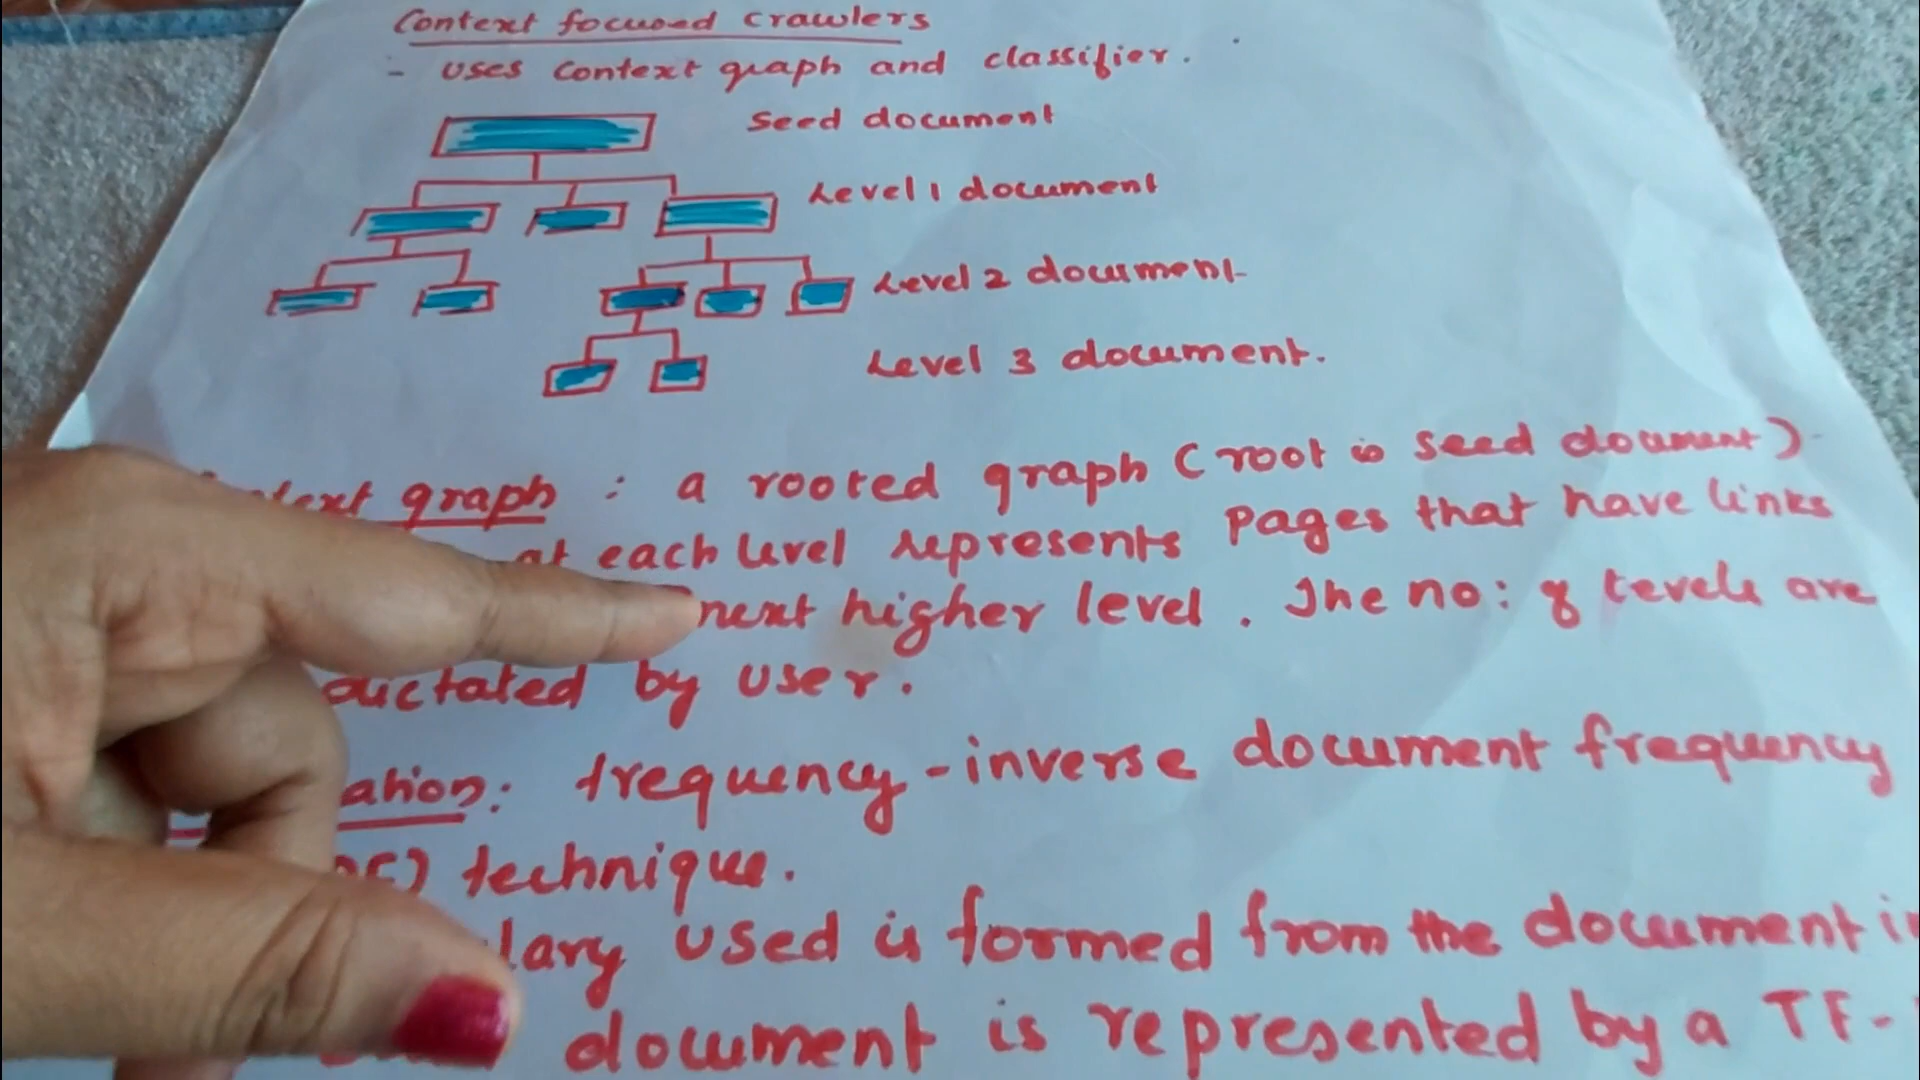 Context focused crawlers
- uses context graph and classifier.
Seed document
Level 1 document
Level 2 document
Level 3 document.
graph : a rooted graph (root is seed document)
at each level represents pages that have links
next higher level. The no: of levels are
dictated by user.
frequency-inverse document frequency
technique.
used is formed from the document
document is represented by a TF-